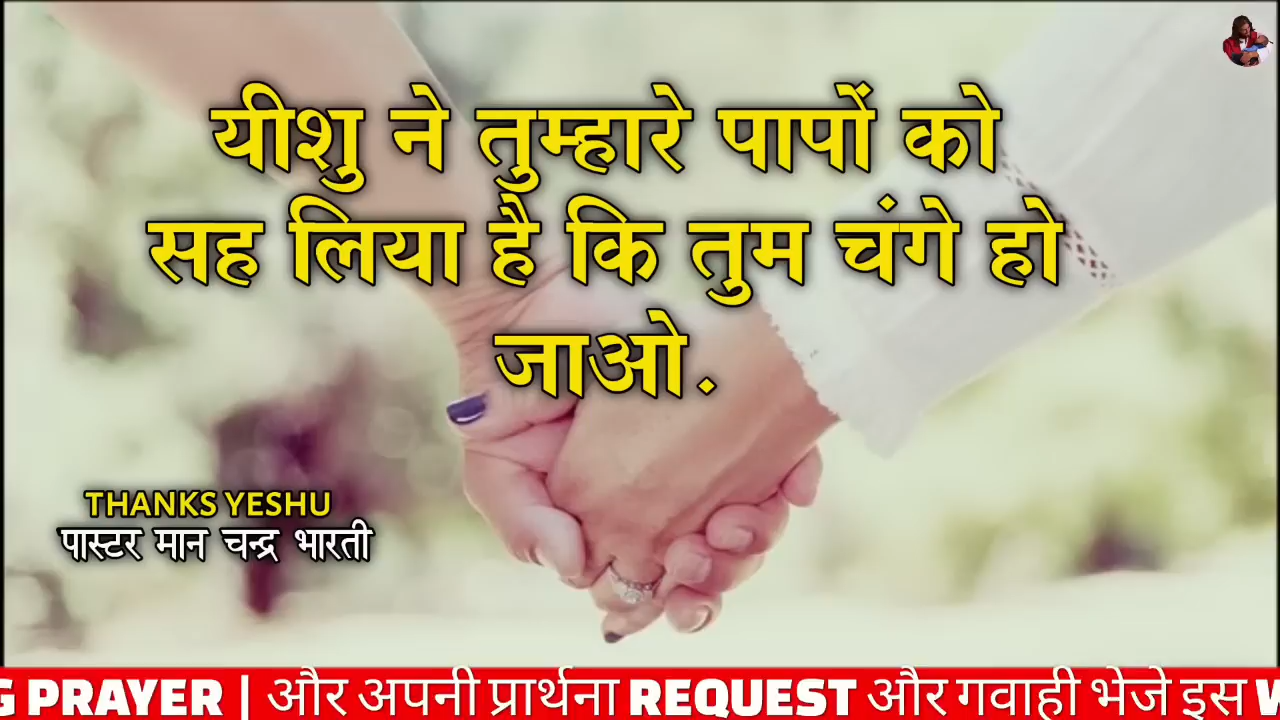 यीशु ने तुम्हारे पापों को
सह लिया है कि तुम चंगे हो
जाओ.
THANKS YESHU
पास्टर मान चन्द्र भारती
G PRAYER | और अपनी प्रार्थना REQUEST और गवाही भेजे इस W